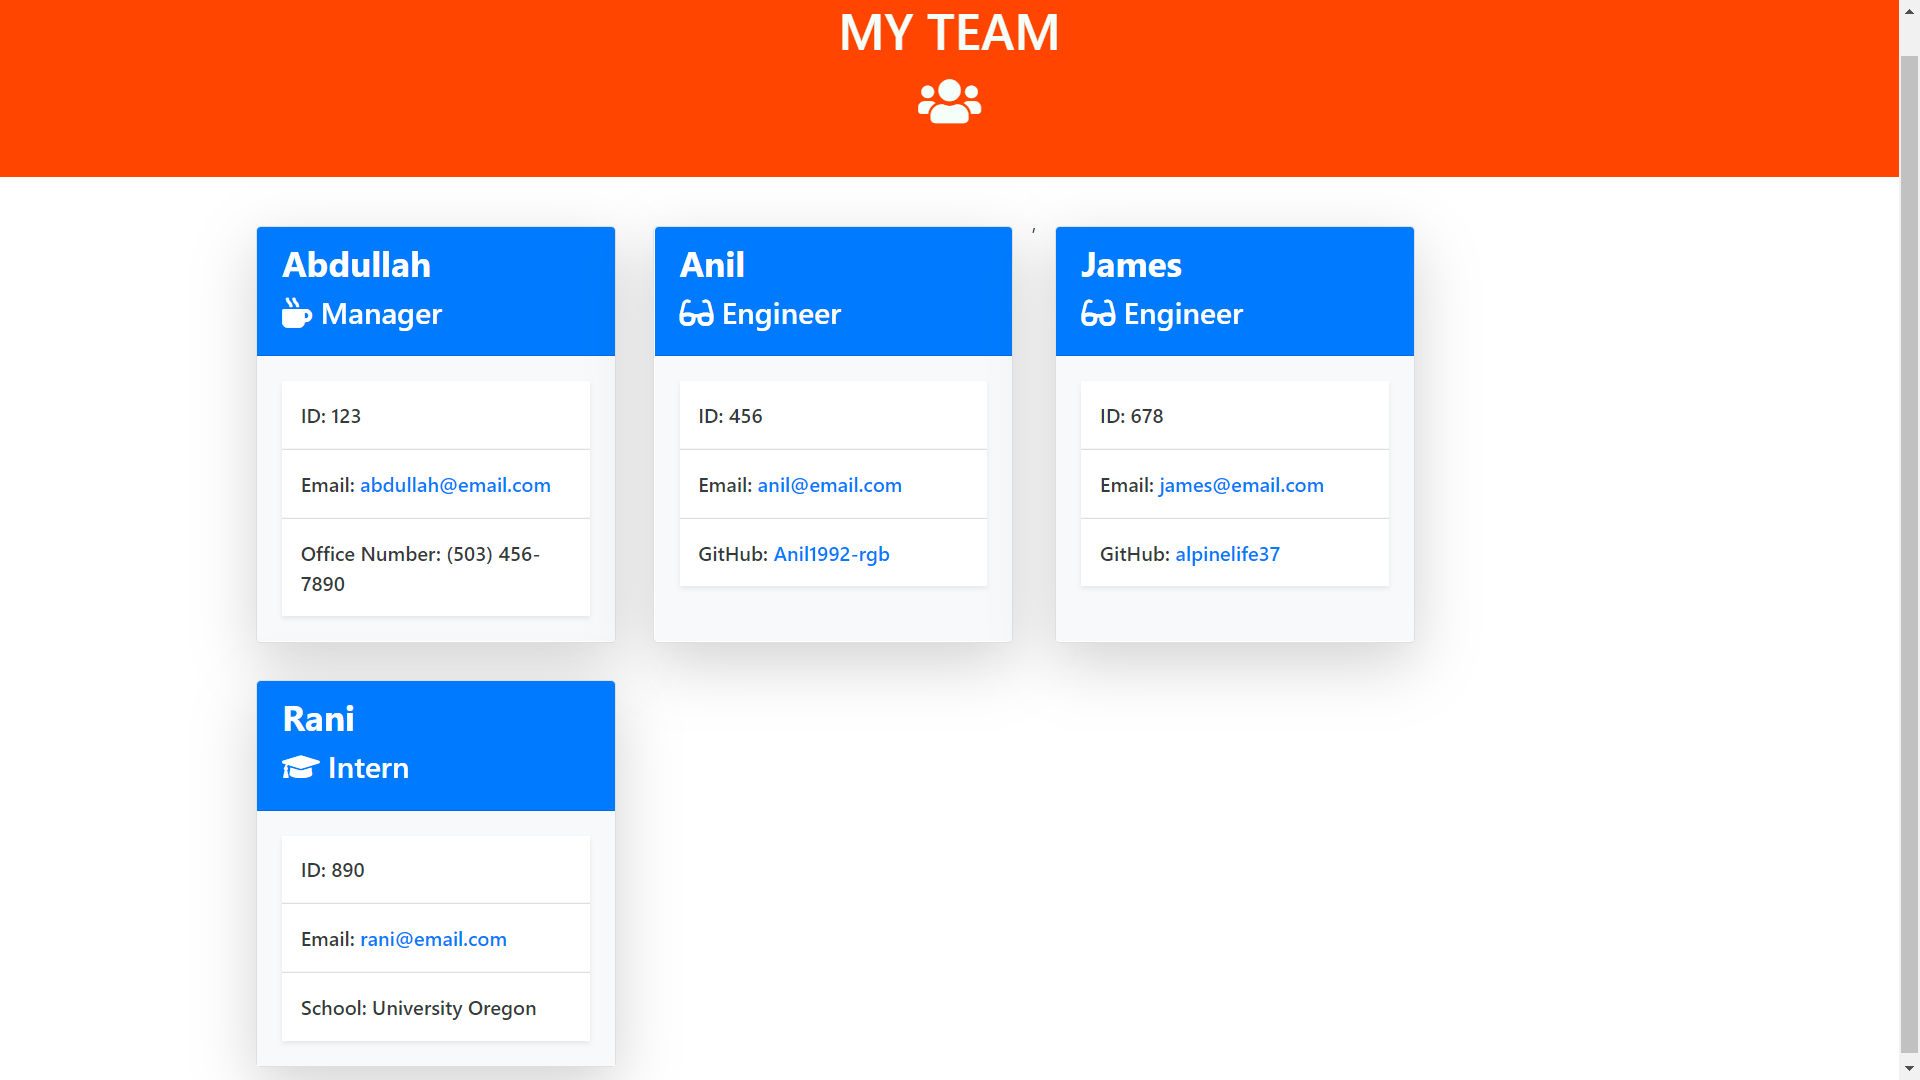 MY TEAM
Abdullah
Manager
ID: 123
Email: abdullah@email.com
Office Number: (503) 456-
7890
Anil
Engineer
ID: 456
Email: anil@email.com
GitHub: Anil1992-rgb
,
James
Engineer
ID: 678
Email: james@email.com
GitHub: alpinelife37
Rani
Intern
ID: 890
Email: rani@email.com
School: University Oregon